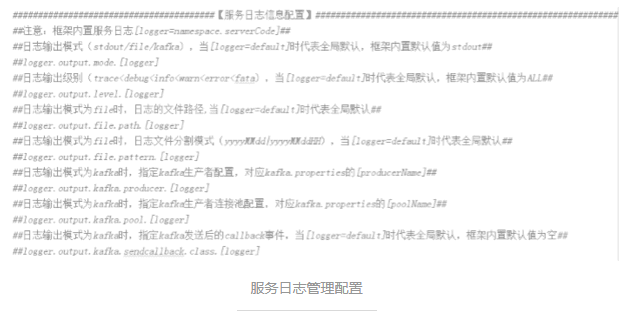 ######################################【服务日志信息配置】##########################################################
##注意：框架内置服务日志[logger=namespace.serverCode]##
##日志输出模式（stdout/file/kafka），当[logger=default]时代表全局默认，框架内置默认值为stdout##
##logger.output.mode.[logger]
##日志输出级别（trace<debug<info<warn<error<fata），当[logger=default]时代表全局默认，框架内置默认值为ALL##
##logger.output.level.[logger]
##日志输出模式为file时，日志的文件路径,当[logger=default]时代表全局默认##
##logger.output.file.path.[logger]
##日志输出模式为file时，日志文件分割模式（yyyyMMdd|yyyyMMddHH），当[logger=default]时代表全局默认##
##logger.output.file.pattern.[logger]
##日志输出模式为kafka时，指定kafka生产者配置，对应kafka.properties的[producerName]##
##logger.output.kafka.producer.[logger]
##日志输出模式为kafka时，指定kafka生产者连接池配置，对应kafka.properties的[poolName]##
##logger.output.kafka.pool.[logger]
##日志输出模式为kafka时，指定kafka发送后的callback事件，当[logger=default]时代表全局默认，框架内置默认值为空##
##logger.output.kafka.sendcallback.class.[logger]
服务日志管理配置